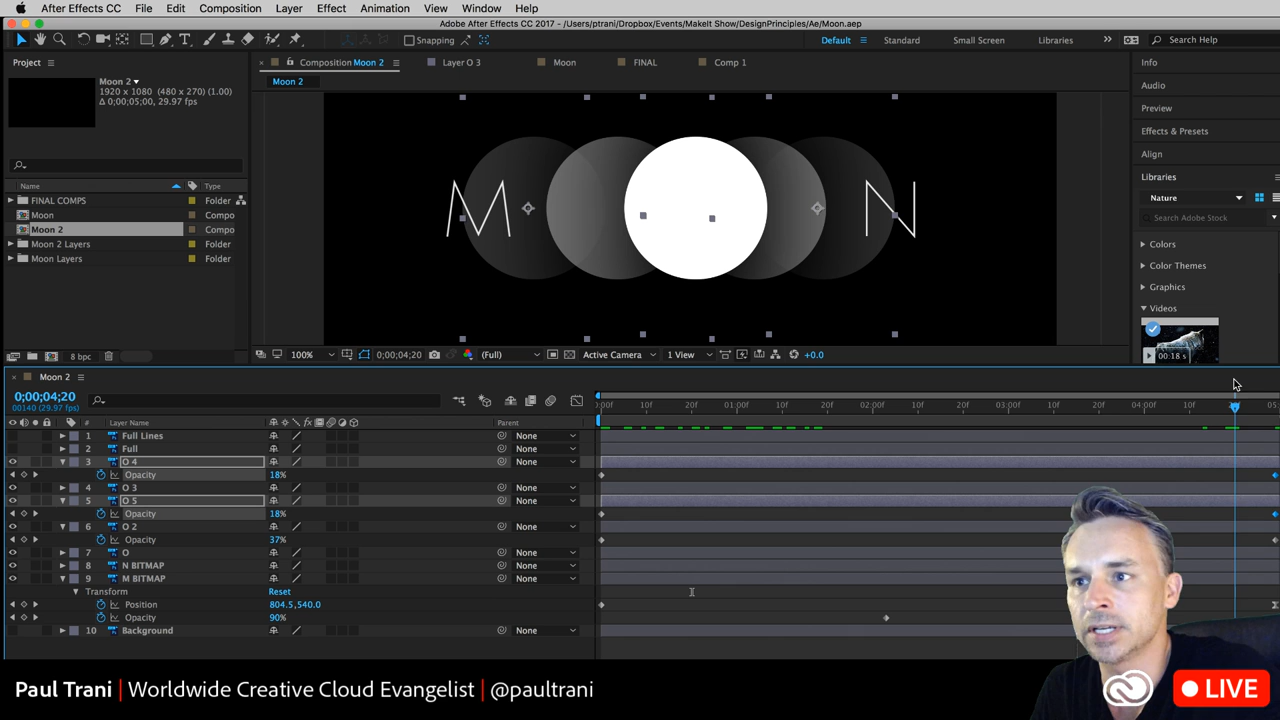 After Effects CC File Edit Composition Layer Effect Animation View Window Help
Adobe After Effects CC 2017 - /Users/ptrani/Dropbox/Events/MakeIt Show/DesignPrinciples/Ae/Moon.aep
Snapping Default Standard Small Screen Libraries Search Help
Project Composition Moon 2 Layer O 3 Moon FINAL Comp 1 Info
Moon 2
1920 x 1080 (480 x 270) (1.00)
Δ 0;00;05;00, 29.97 fps)
Moon 2
Audio
Preview
Effects & Presets
Align
Libraries
Name Type
FINAL COMPS Folder
Moon Compo
Moon 2 Compo
Moon 2 Layers Folder
Moon Layers Folder
M N
Nature
Search Adobe Stock
Colors
Color Themes
Graphics
Videos
00:18 s
8 bpc 100% 0;00;04;20 (Full) Active Camera 1 View +0.0
Moon 2
0;00;04;20
00140 (29.97 fps)
:00f 10f 20f 01:00f 10f 20f 02:00f 10f 20f 03:00f 10f 20f 04:00f 10f
# Layer Name Parent
1 Full Lines None
2 Full None
3 O 4 None
Opacity 18%
4 O 3 None
5 O 5 None
Opacity 18%
6 O 2 None
Opacity 37%
7 O None
8 N BITMAP None
9 M BITMAP None
Transform Reset
Position 804.5,540.0
Opacity 90%
10 Background None
Paul Trani | Worldwide Creative Cloud Evangelist | @paultrani
LIVE